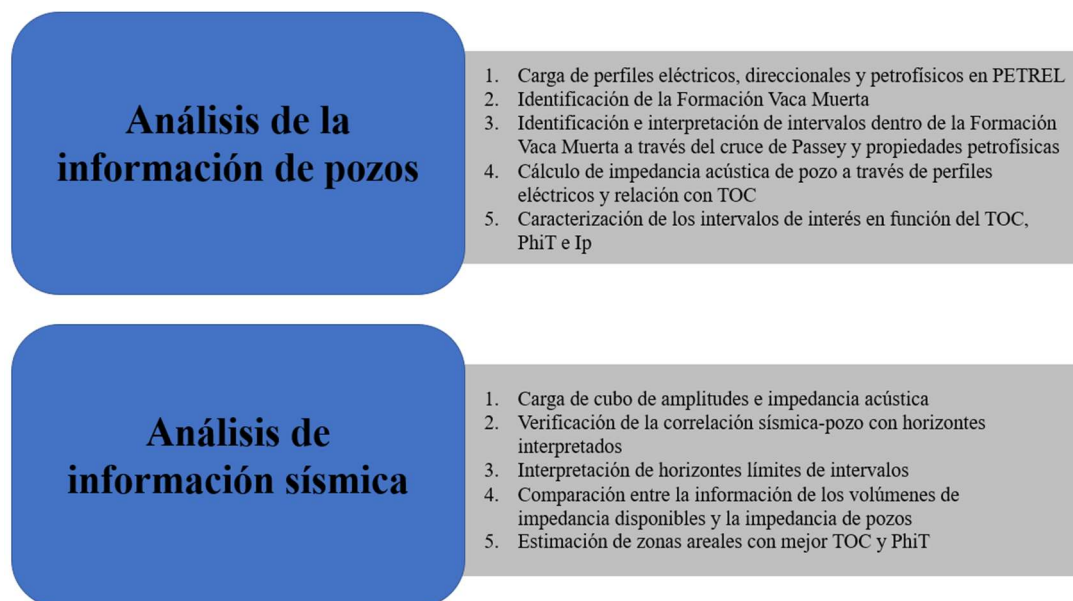 Análisis de la
información de pozos
1. Carga de perfiles eléctricos, direccionales y petrofísicos en PETREL
2. Identificación de la Formación Vaca Muerta
3. Identificación e interpretación de intervalos dentro de la Formación
Vaca Muerta a través del cruce de Passey y propiedades petrofísicas
4. Cálculo de impedancia acústica de pozo a través de perfiles
eléctricos y relación con TOC
5. Caracterización de los intervalos de interés en función del TOC,
PhiT e Ip
Análisis de
información sísmica
1. Carga de cubo de amplitudes e impedancia acústica
2. Verificación de la correlación sísmica-pozo con horizontes
interpretados
3. Interpretación de horizontes límites de intervalos
4. Comparación entre la información de los volúmenes de
impedancia disponibles y la impedancia de pozos
5. Estimación de zonas areales con mejor TOC y PhiT